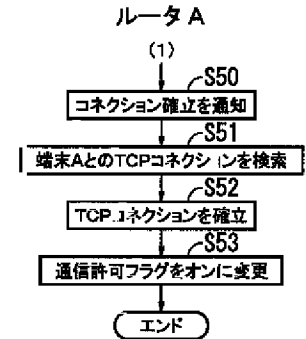 ルータA
(1)
S50
コネクション確立を通知
S51
端末AとのTCPコネクションを検索
S52
TCPコネクションを確立
S53
通信許可フラグをオンに変更
エンド